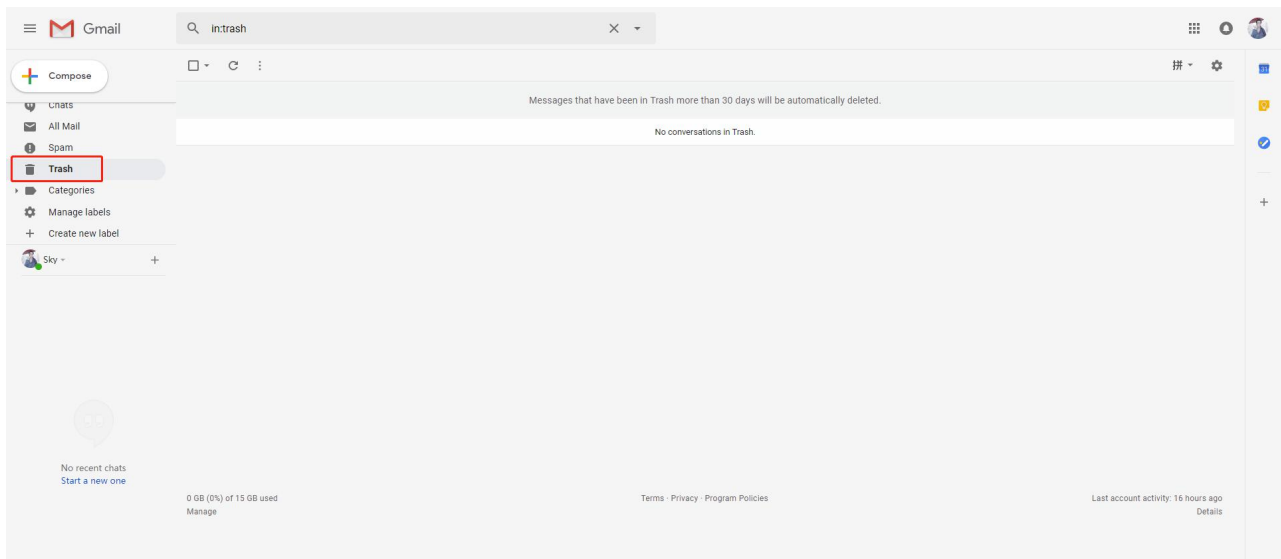 Gmail
in:trash
Compose
Chats
All Mail
Spam
Trash
Categories
Manage labels
Create new label
Sky
No recent chats
Start a new one
拼
31
Messages that have been in Trash more than 30 days will be automatically deleted.
No conversations in Trash.
0 GB (0%) of 15 GB used
Manage
Terms · Privacy · Program Policies
Last account activity: 16 hours ago
Details